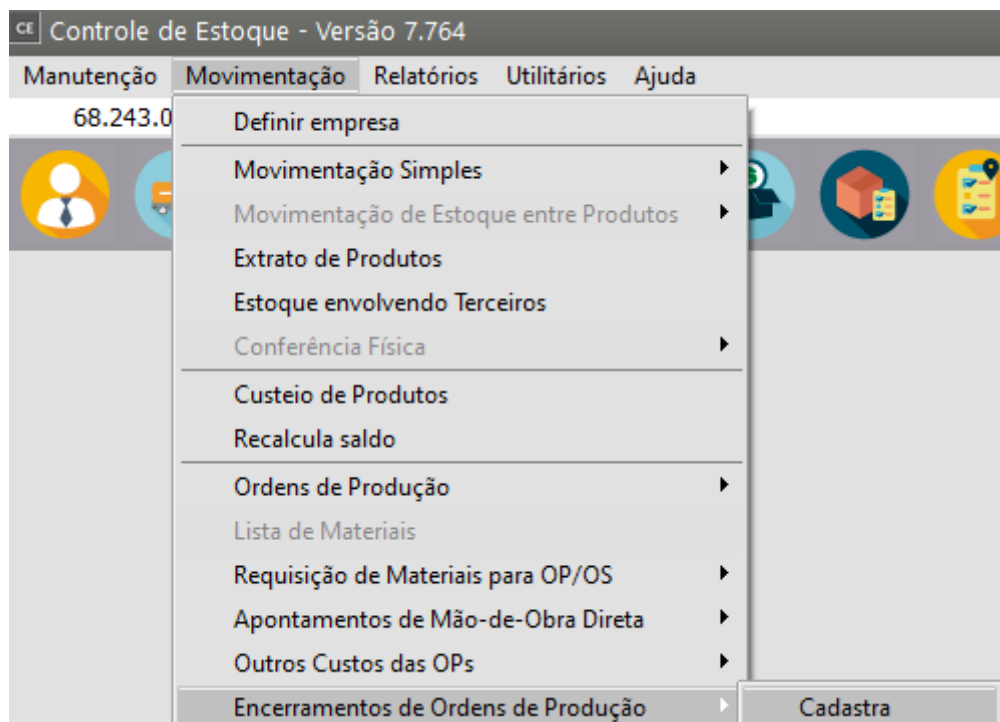 CE Controle de Estoque - Versão 7.764
Manutenção Movimentação Relatórios Utilitários Ajuda
68.243.0
Definir empresa
Movimentação Simples
Movimentação de Estoque entre Produtos
Extrato de Produtos
Estoque envolvendo Terceiros
Conferência Física
Custeio de Produtos
Recalcula saldo
Ordens de Produção
Lista de Materiais
Requisição de Materiais para OP/OS
Apontamentos de Mão-de-Obra Direta
Outros Custos das OPs
Encerramentos de Ordens de Produção Cadastra